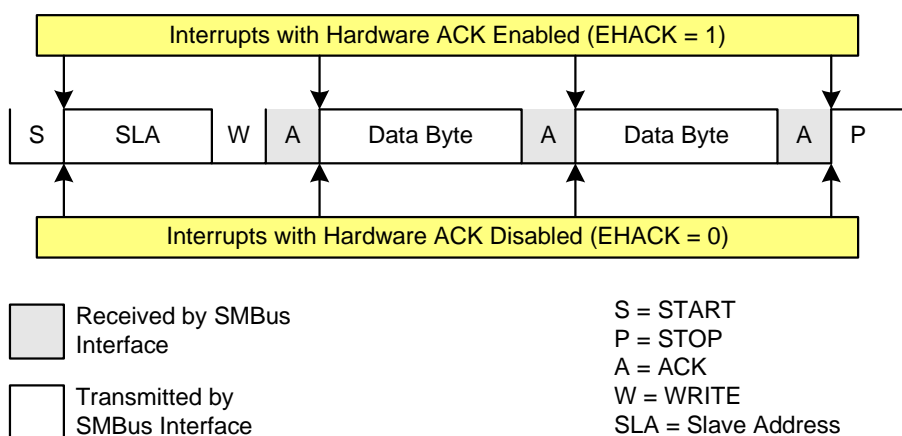 Interrupts with Hardware ACK Enabled (EHACK = 1)
S SLA W A Data Byte A Data Byte A P
Interrupts with Hardware ACK Disabled (EHACK = 0)
Received by SMBus
Interface
Transmitted by
SMBus Interface
S = START
P = STOP
A = ACK
W = WRITE
SLA = Slave Address